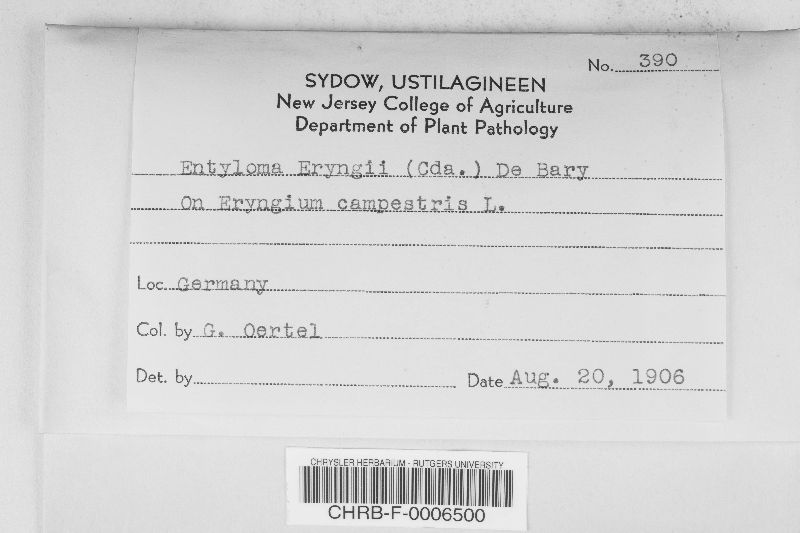 No. 390
SYDOW, USTILAGINEEN
New Jersey College of Agriculture
Department of Plant Pathology
Entyloma Eryngii (Cda.) De Bary
On Eryngium campestris L.
Loc. Germany
Col. by G. Oertel
Det. by
Date Aug. 20, 1906
CHRYSLER HERBARIUM - RUTGERS UNIVERSITY
CHRB-F-0006500